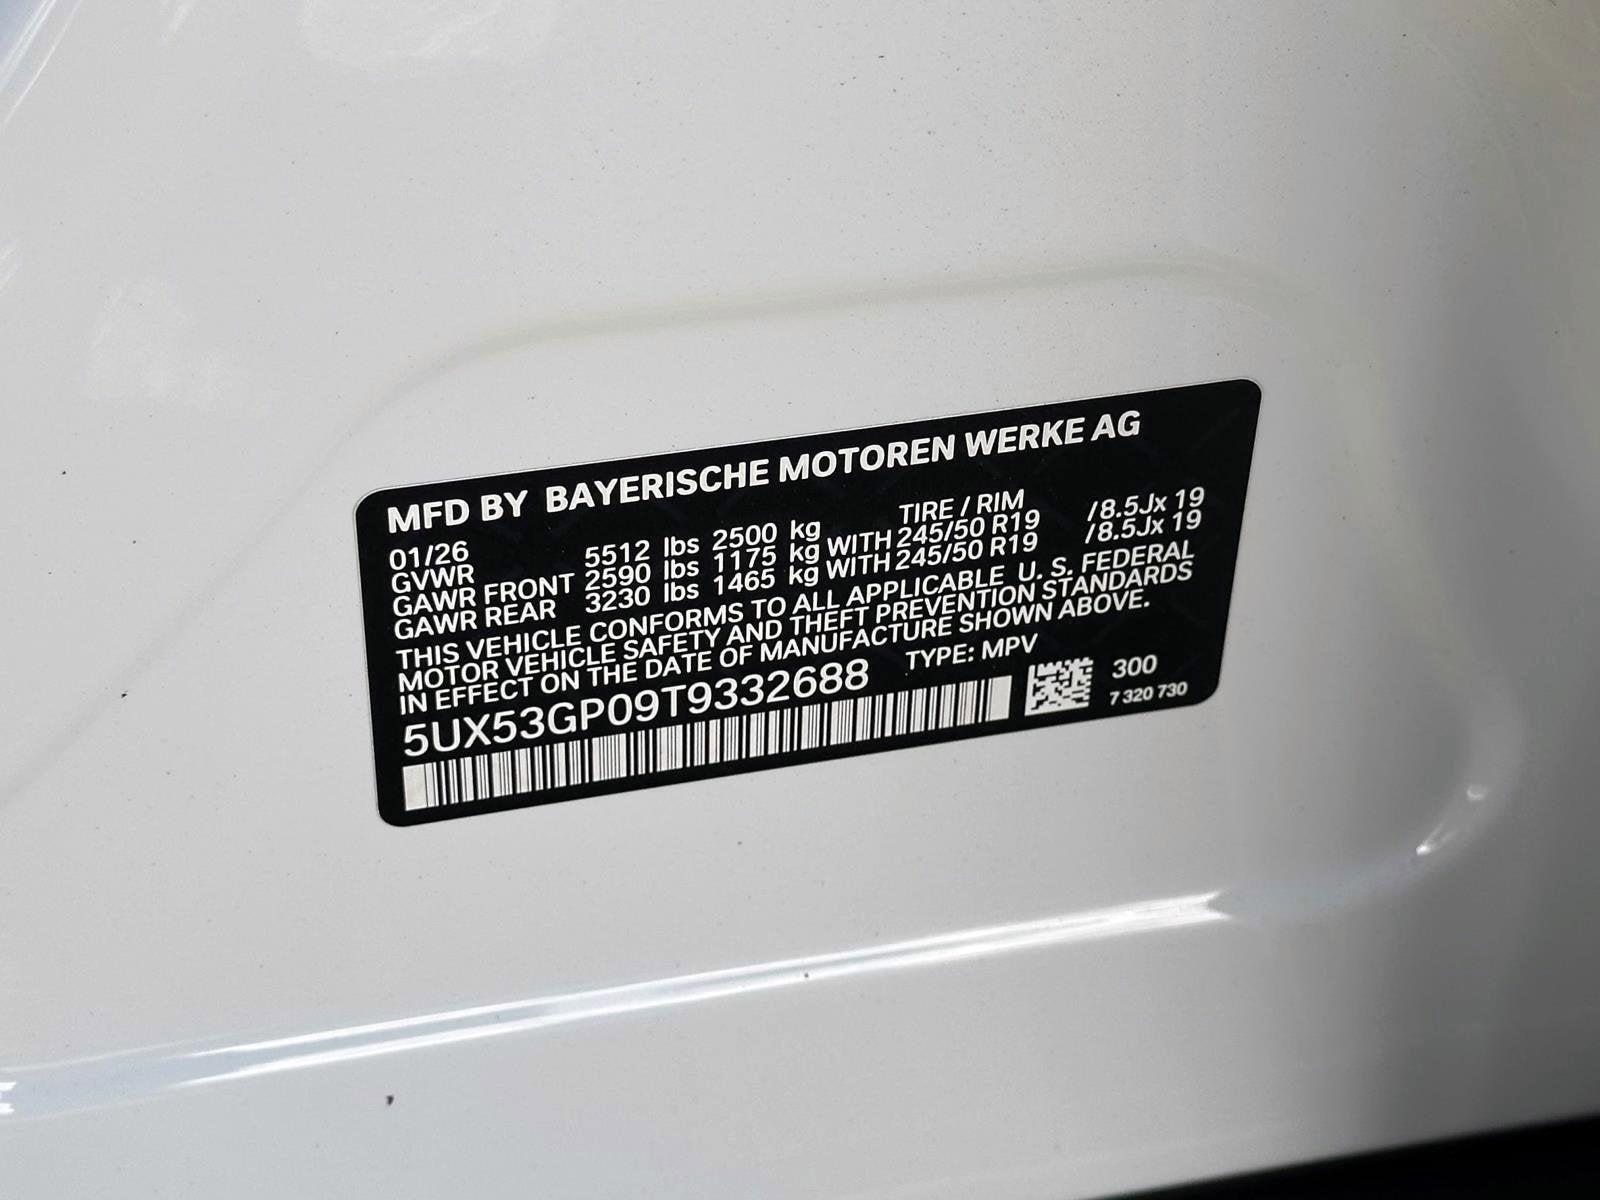 MFD BY BAYERISCHE MOTOREN WERKE AG
01/26 TIRE / RIM
GVWR 5512 lbs 2500 kg
GAWR FRONT 2590 lbs 1175 kg WITH 245/50 R19 /8.5Jx 19
GAWR REAR 3230 lbs 1465 kg WITH 245/50 R19 /8.5Jx 19
THIS VEHICLE CONFORMS TO ALL APPLICABLE U. S. FEDERAL
MOTOR VEHICLE SAFETY AND THEFT PREVENTION STANDARDS
IN EFFECT ON THE DATE OF MANUFACTURE SHOWN ABOVE.
5UX53GP09T9332688 TYPE: MPV
300
7 320 730